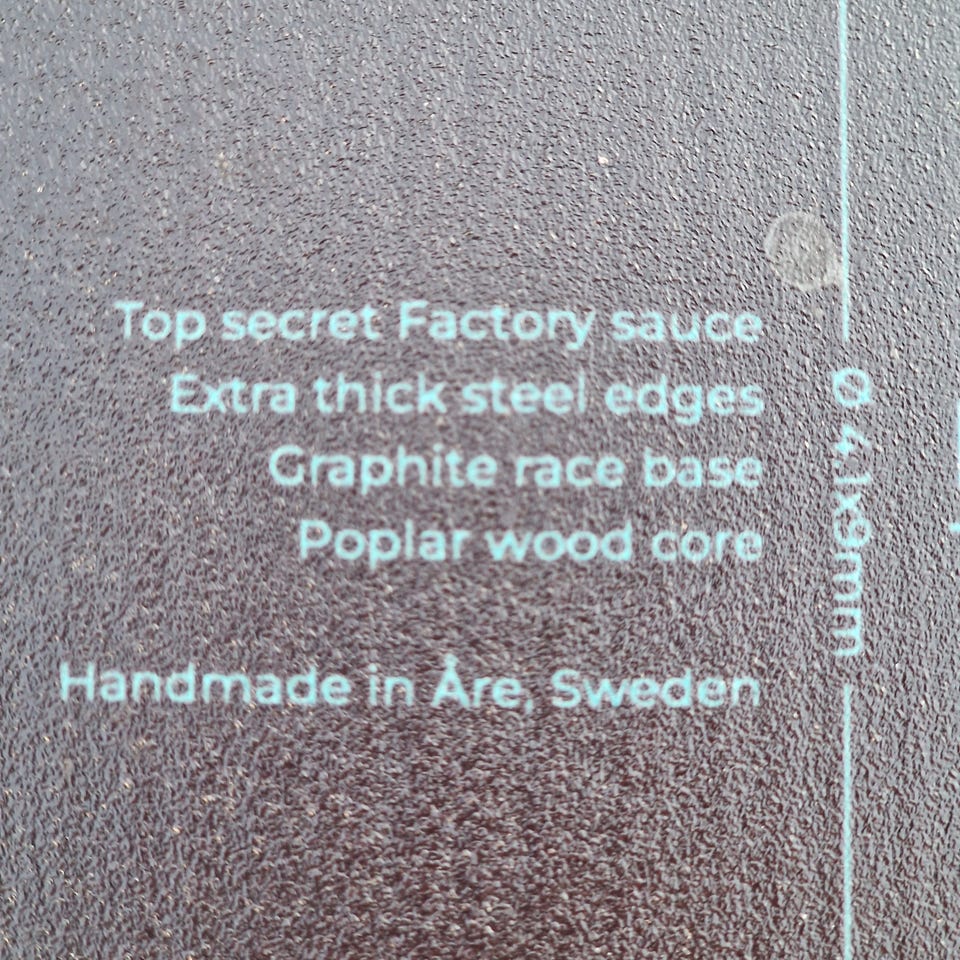 Top secret Factory sauce
Extra thick steel edges
Graphite race base
Poplar wood core
Handmade in Åre, Sweden
Ø 4.1x9mm